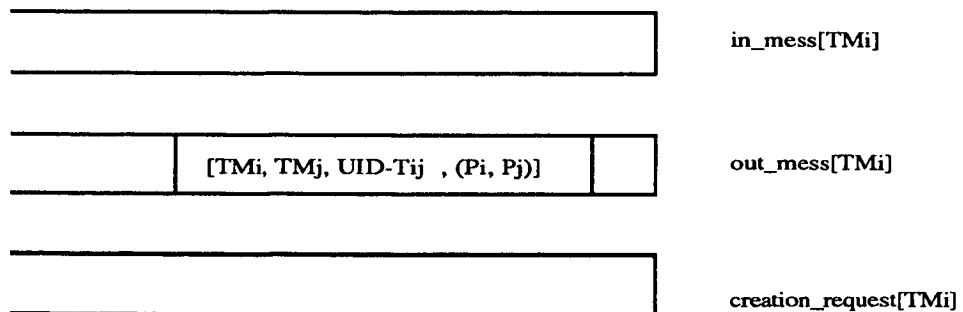 in_mess[TMi]
[TMi, TMj, UID-Tij , (Pi, Pj)]
out_mess[TMi]
creation_request[TMi]